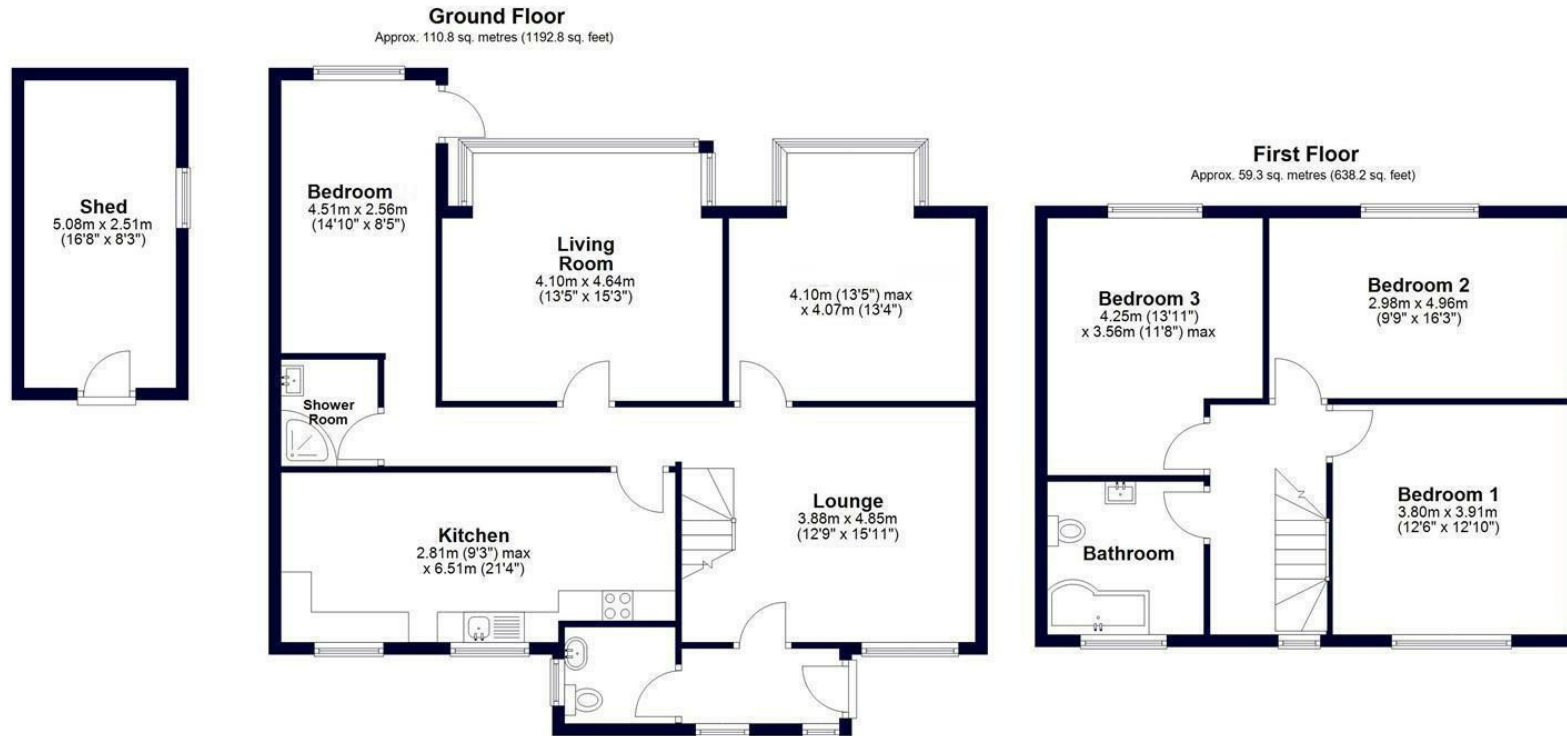 Ground Floor
Approx. 110.8 sq. metres (1192.8 sq. feet)
Shed
5.08m x 2.51m
(16'8" x 8'3")
Bedroom
4.51m x 2.56m
(14'10" x 8'5")
Living
Room
4.10m x 4.64m
(13'5" x 15'3")
4.10m (13'5") max
x 4.07m (13'4")
Shower
Room
Kitchen
2.81m (9'3") max
x 6.51m (21'4")
Lounge
3.88m x 4.85m
(12'9" x 15'11")
First Floor
Approx. 59.3 sq. metres (638.2 sq. feet)
Bedroom 3
4.25m (13'11")
x 3.56m (11'8") max
Bedroom 2
2.98m x 4.96m
(9'9" x 16'3")
Bathroom
Bedroom 1
3.80m x 3.91m
(12'6" x 12'10")